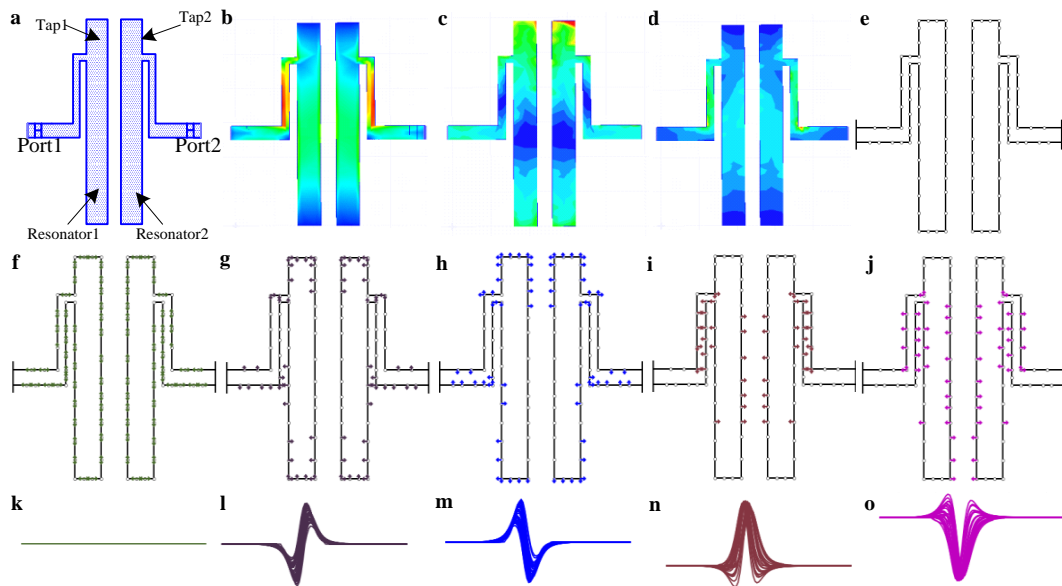 a
Tap1
Tap2
b
c
d
e
Port1
Port2
Resonator1
Resonator2
f
g
h
i
j
k
l
m
n
o